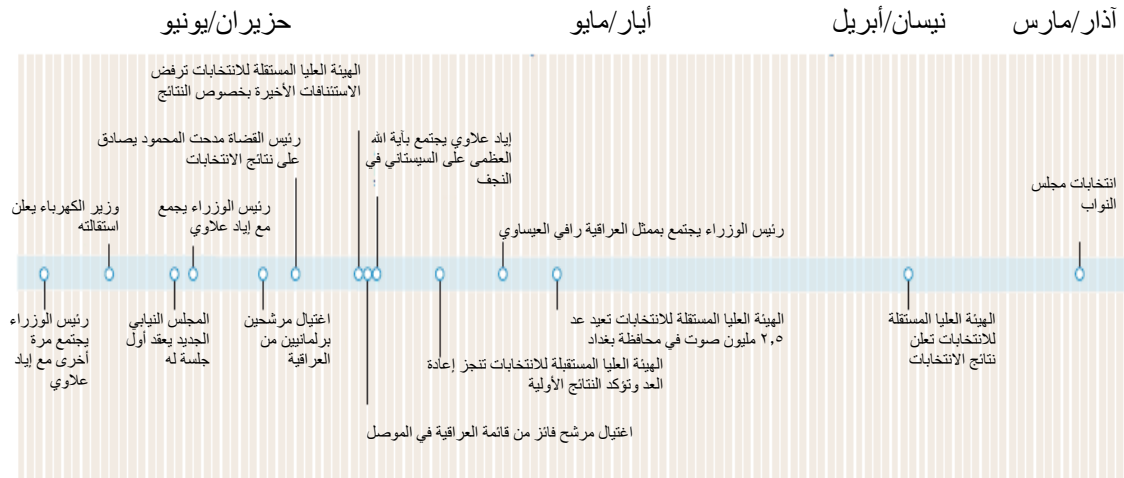 آذار/مارس
نيسان/أبريل
أيار/مايو
حزيران/يونيو
انتخابات مجلس
النواب
الهيئة العليا المستقلة
للانتخابات تعلن
نتائج الانتخابات
الهيئة العليا المستقلة للانتخابات تعيد عد
٢,٥ مليون صوت في محافظة بغداد
رئيس الوزراء يجتمع بممثل العراقية رافي العيساوي
الهيئة العليا المستقبلة للانتخابات تنجز إعادة
العد وتؤكد النتائج الأولية
إياد علاوي يجتمع بآية الله
العظمى على السيستاني في
النجف
اغتيال مرشح فائز من قائمة العراقية في الموصل
الهيئة العليا المستقلة للانتخابات ترفض
الاستئنافات الأخيرة بخصوص النتائج
رئيس القضاة مدحت المحمود يصادق
على نتائج الانتخابات
اغتيال مرشحين
برلمانيين من
العراقية
رئيس الوزراء يجمع
مع إياد علاوي
المجلس النيابي
الجديد يعقد أول
جلسة له
وزير الكهرباء يعلن
استقالته
رئيس الوزراء
يجتمع مرة
أخرى مع إياد
علاوي